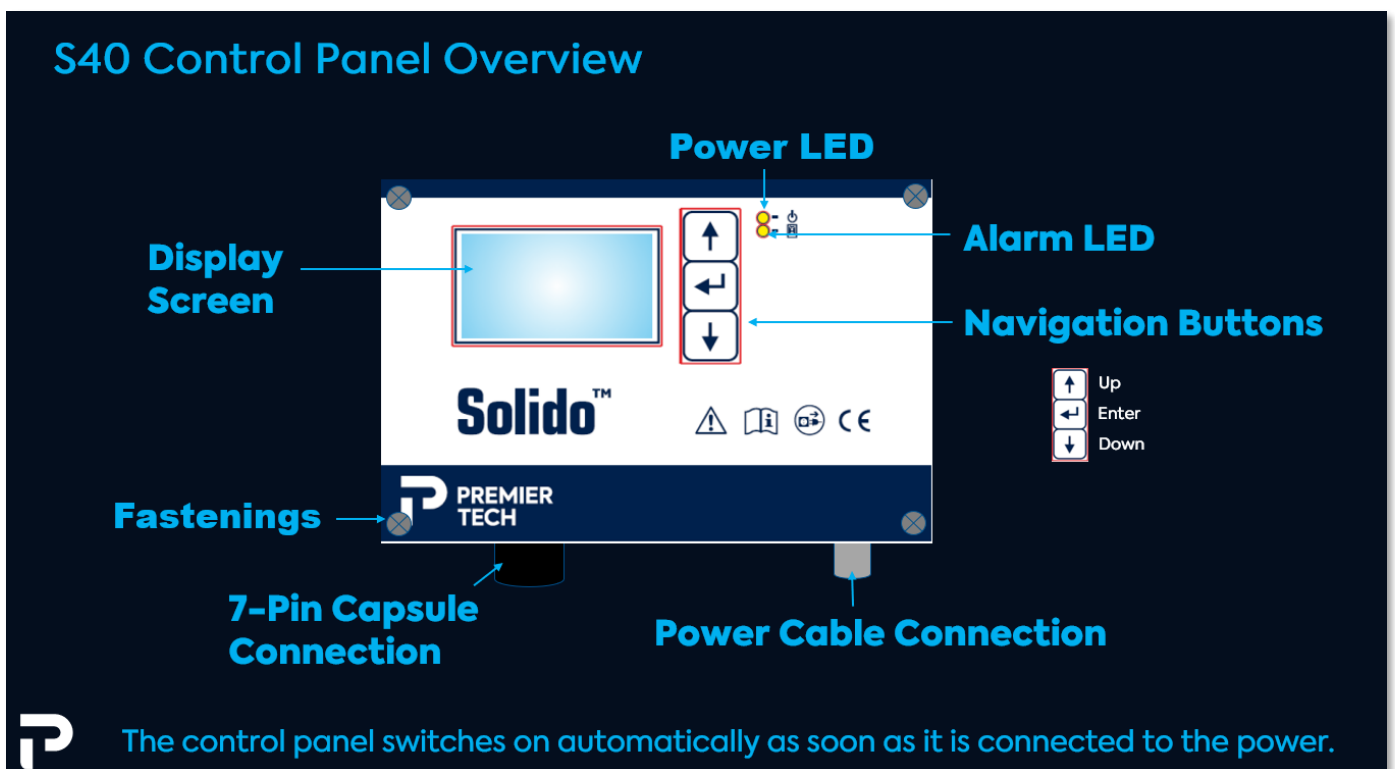 S40 Control Panel Overview
Power LED
Alarm LED
Display
Screen
Navigation Buttons
Up
Enter
Down
Solido™
CE
PREMIER
TECH
Fastenings
7-Pin Capsule
Connection
Power Cable Connection
The control panel switches on automatically as soon as it is connected to the power.